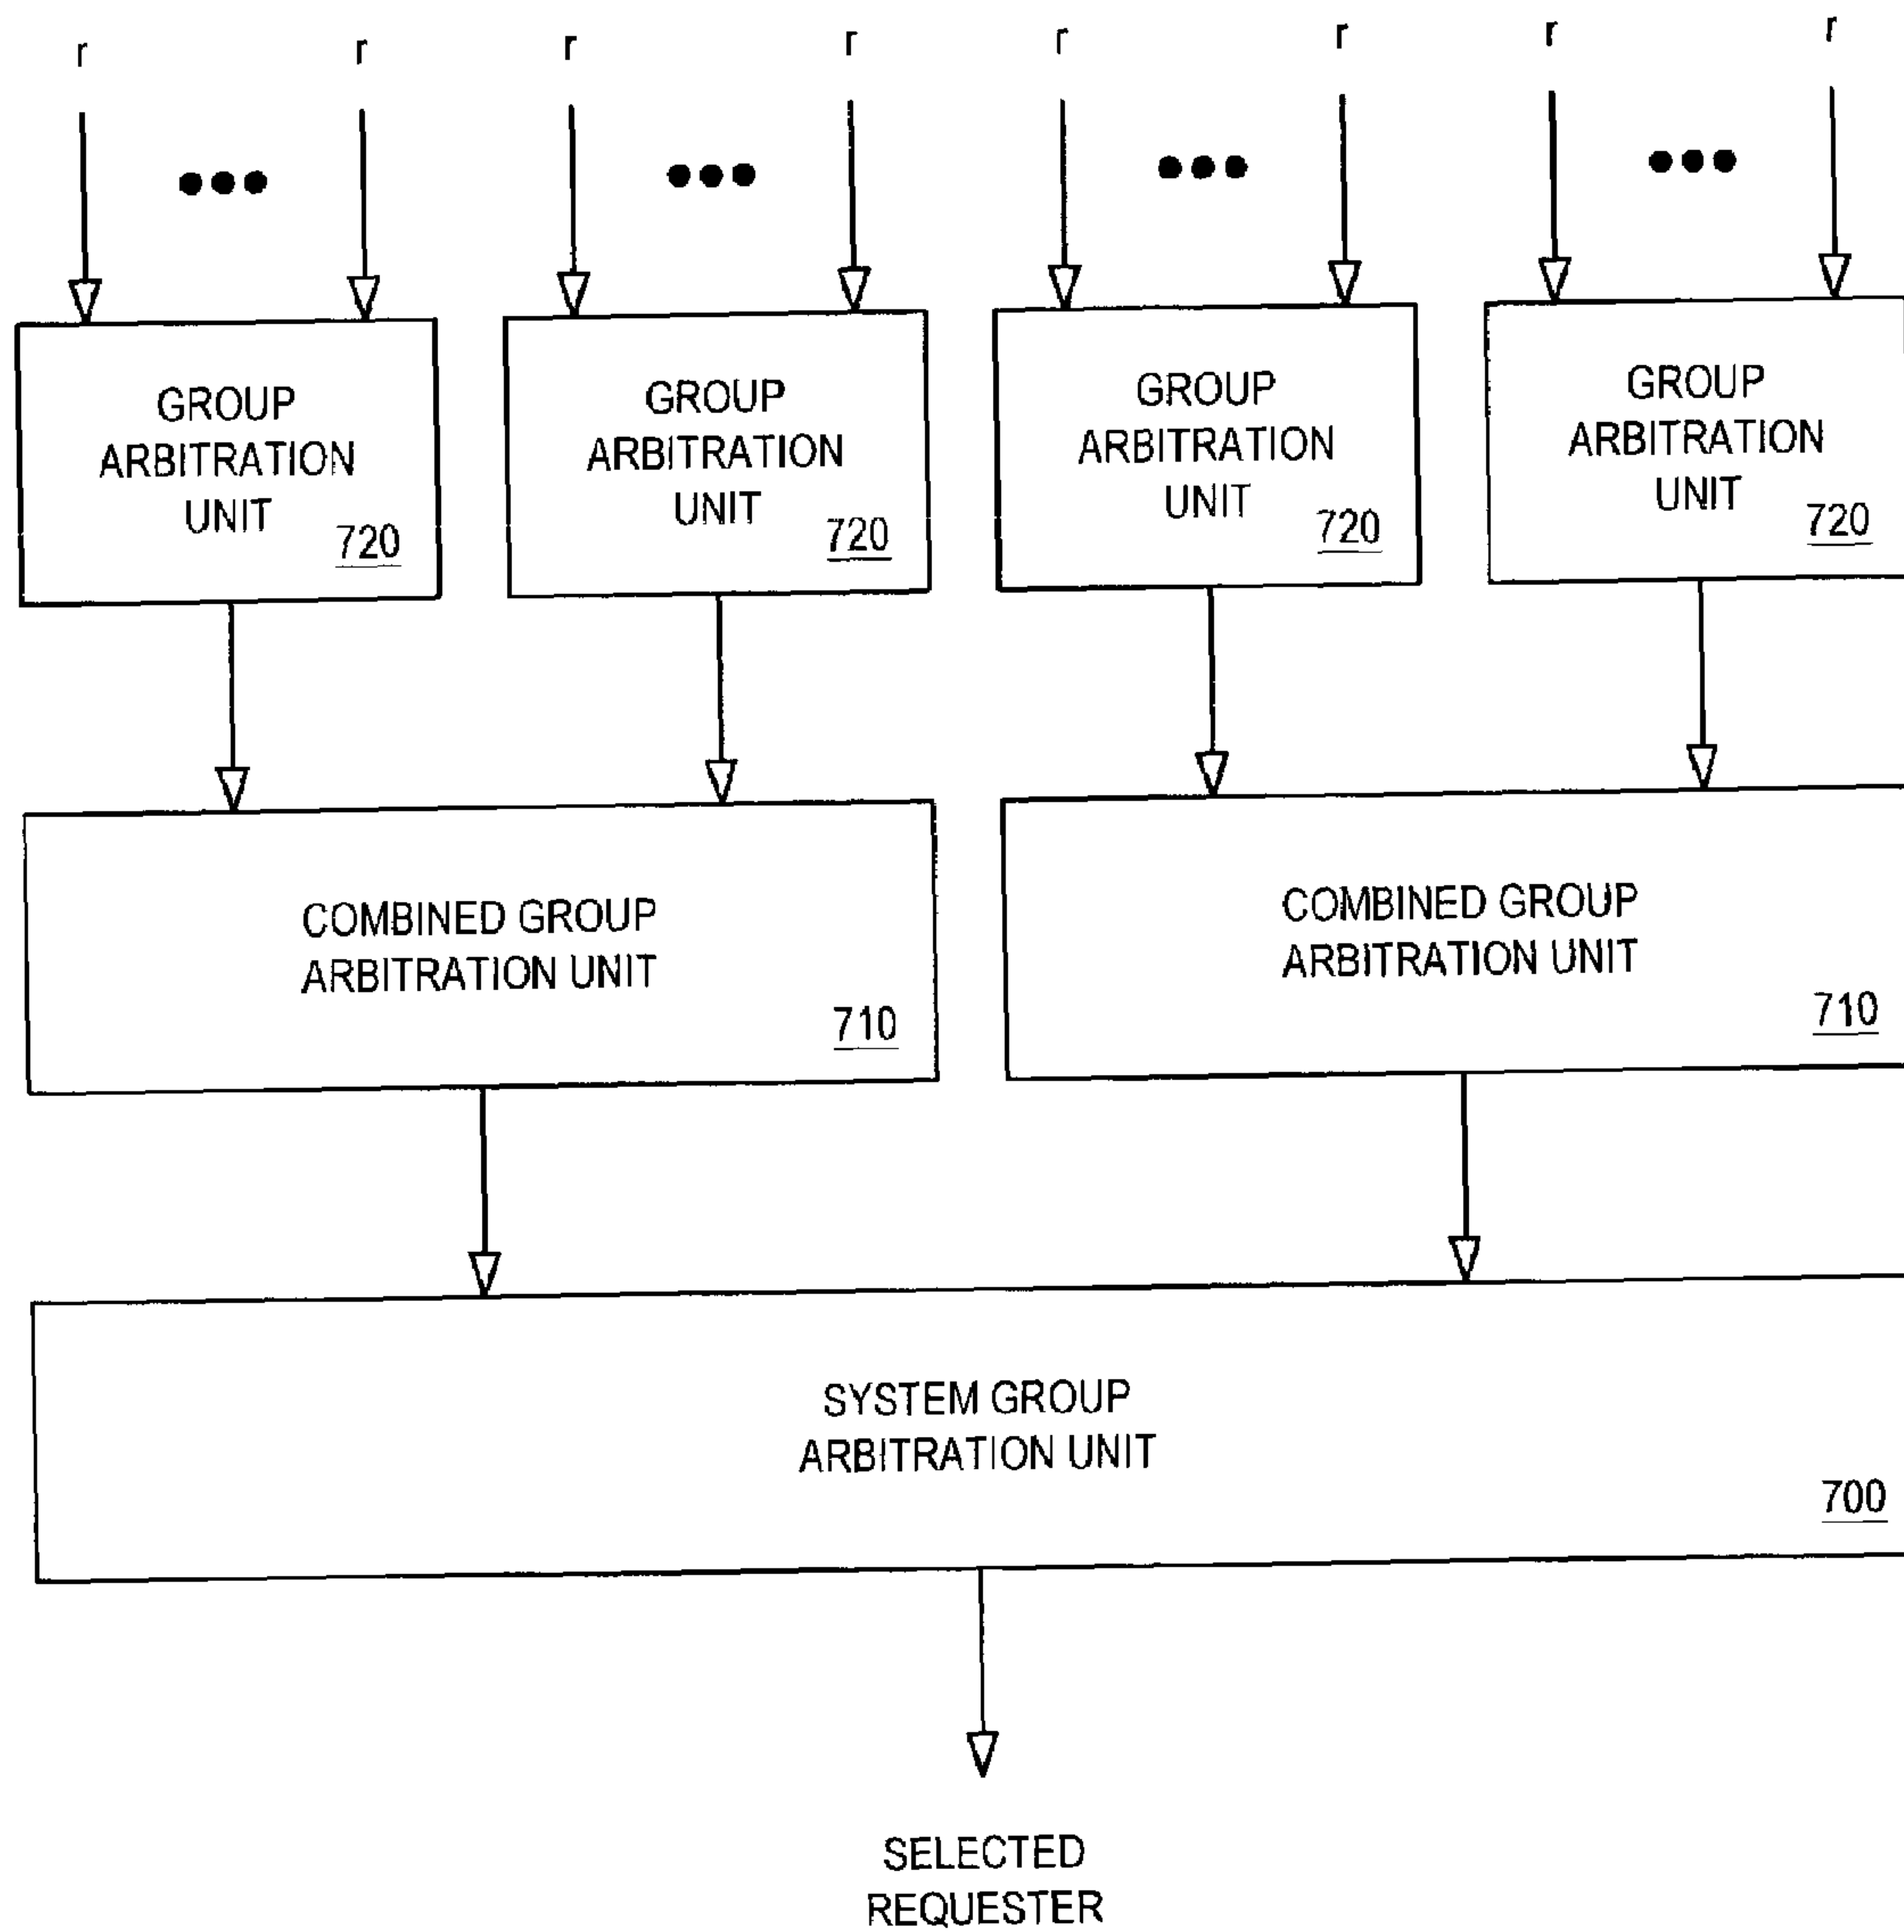 r r r r r r r r
GROUP
ARBITRATION
UNIT
720
GROUP
ARBITRATION
UNIT
720
GROUP
ARBITRATION
UNIT
720
GROUP
ARBITRATION
UNIT
720
COMBINED GROUP
ARBITRATION UNIT
710
COMBINED GROUP
ARBITRATION UNIT
710
SYSTEM GROUP
ARBITRATION UNIT
700
SELECTED
REQUESTER